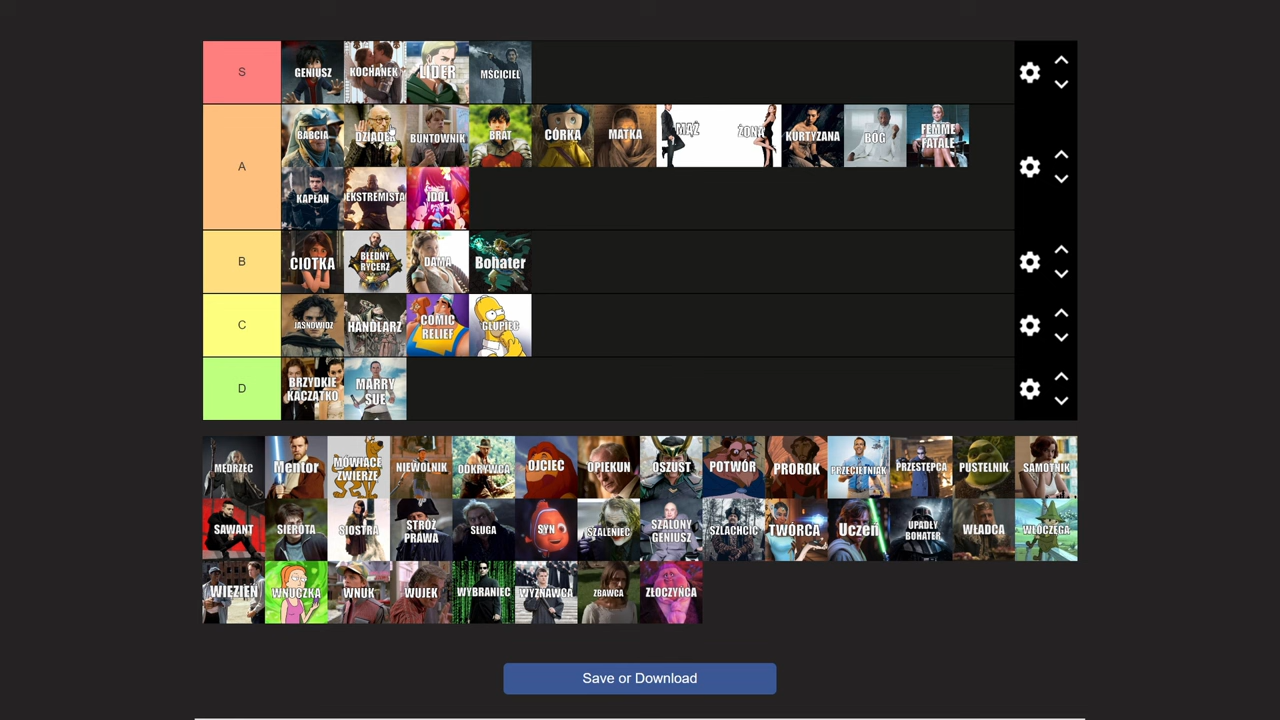 S
GENIUSZ
KOCHANEK
LIDER
MŚCICIEL
A
BABCIA
DZIADEK
BUNTOWNIK
BRAT
CÓRKA
MATKA
MĄŻ
ŻONA
KURTYZANA
BÓG
FEMME
FATALE
KAPŁAN
EKSTREMISTA
IDOL
B
CIOTKA
BŁĘDNY
RYCERZ
DAMA
Bohater
C
JASNOWIDZ
HANDLARZ
COMIC
RELIEF
GŁUPIEC
D
BRZYDKIE
KACZĄTKO
MARRY
SUE
MĘDRZEC
Mentor
MÓWIĄCE
ZWIERZE
NIEWOLNIK
ODKRYWCA
OJCIEC
OPIEKUN
OSZUST
POTWÓR
PROROK
PRZECIĘTNIAK
PRZESTĘPCA
PUSTELNIK
SAMOTNIK
SAWANT
SIEROTA
SIOSTRA
STRÓŻ
PRAWA
SŁUGA
SYN
SZALENIEC
SZALONY
GENIUSZ
SZLACHCIC
TWÓRCA
Uczeń
UPADŁY
BOHATER
WŁADCA
WŁÓCZĘGA
WIĘZIEŃ
WNUCZKA
WNUK
WUJEK
WYBRANIEC
WYZNAWCA
ZBAWCA
ZŁOCZYŃCA
Save or Download